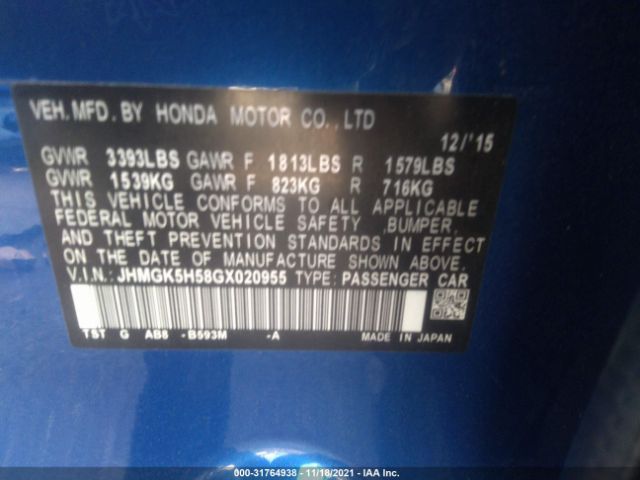 VEH. MFD. BY HONDA MOTOR CO., LTD
12/'15
GVWR 3393LBS GAWR F 1813LBS R 1579LBS
GVWR 1539KG GAWR F 823KG R 716KG
THIS VEHICLE CONFORMS TO ALL APPLICABLE
FEDERAL MOTOR VEHICLE SAFETY ,BUMPER,
AND THEFT PREVENTION STANDARDS IN EFFECT
ON THE DATE OF MANUFACTURE SHOWN ABOVE.
V.I.N.: JHMGK5H58GX020955 TYPE: PASSENGER CAR
TST G AB8 -B593M -A MADE IN JAPAN
000-31764938 | 11/18/2021 | IAA Inc.